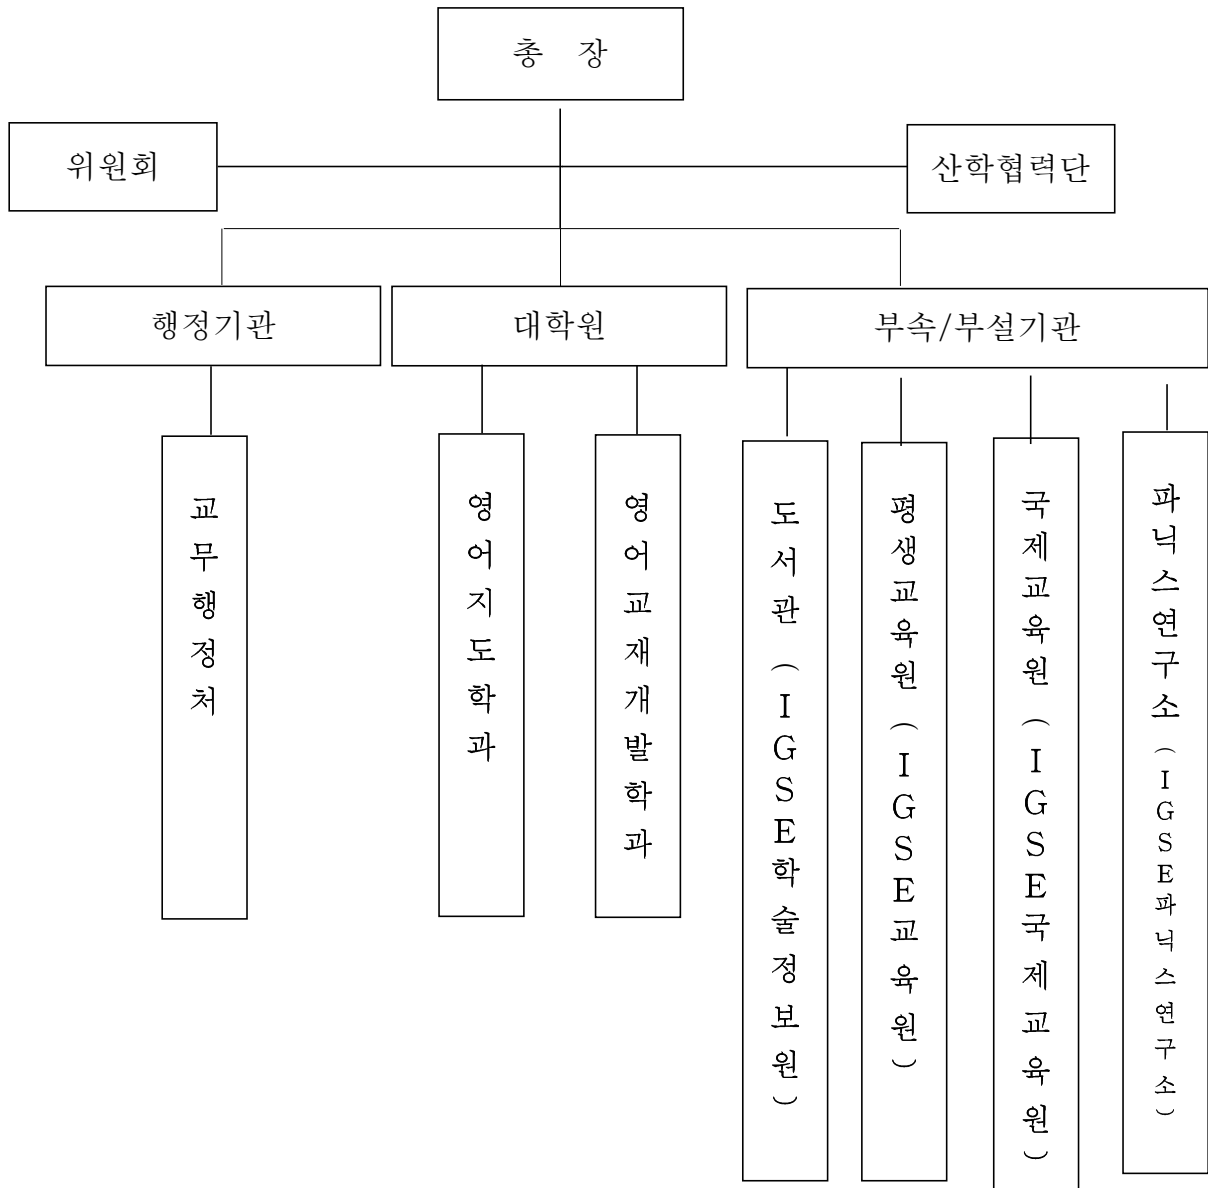 총 장
위원회
산학협력단
행정기관
대학원
부속/부설기관
교무행정처
영어지도학과
영어교재개발학과
도서관(IGSE학술정보원)
평생교육원(IGSE교육원)
국제교육원(IGSE국제교육원)
파닉스연구소(IGSE파닉스연구소)